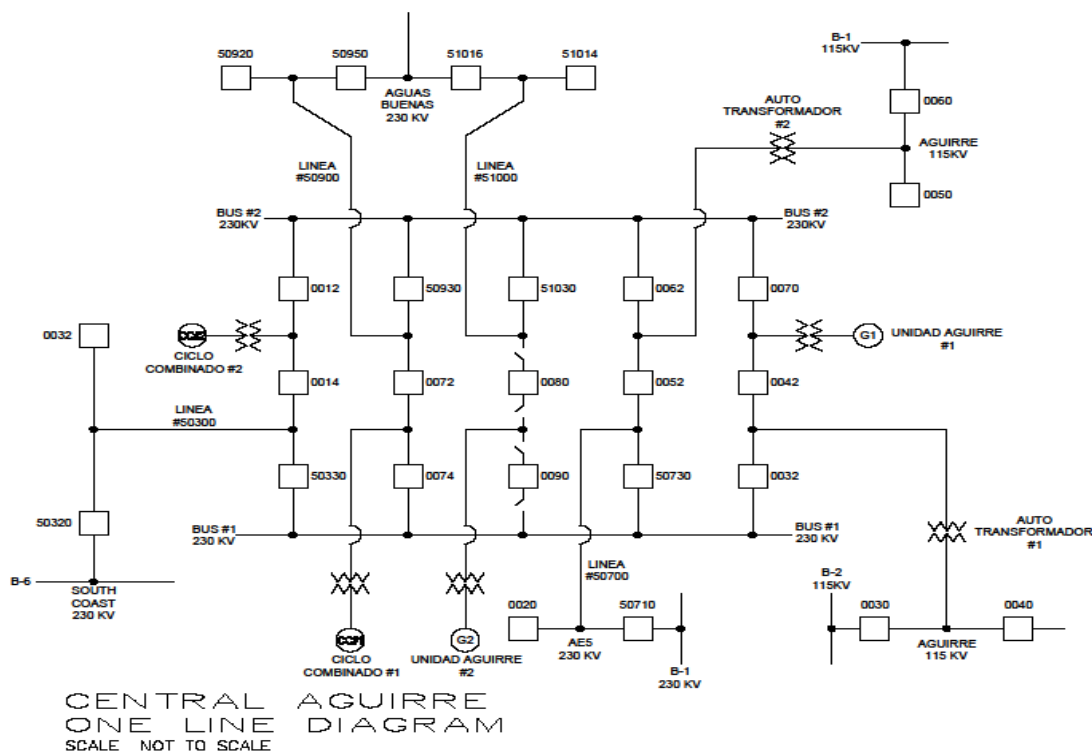 50920
50950
51016
51014
B-1
115KV
AGUAS
BUENAS
230 KV
AUTO
TRANSFORMADOR
#2
0060
AGUIRRE
115KV
0050
LINEA
#50900
LINEA
#51000
BUS #2
230KV
BUS #2
230KV
0012
50930
51030
0062
0070
0032
CICLO
COMBINADO #2
G1
UNIDAD AGUIRRE
#1
0014
0072
0080
0052
0042
LINEA
#50300
50330
0074
0090
50730
0032
50320
BUS #1
230 KV
BUS #1
230 KV
AUTO
TRANSFORMADOR
#1
B-6
SOUTH
COAST
230 KV
LINEA
#50700
B-2
115KV
0020
50710
0030
0040
G2
AE5
230 KV
AGUIRRE
115 KV
CICLO
COMBINADO #1
UNIDAD AGUIRRE
#2
B-1
230 KV
CENTRAL AGUIRRE
ONE LINE DIAGRAM
SCALE NOT TO SCALE